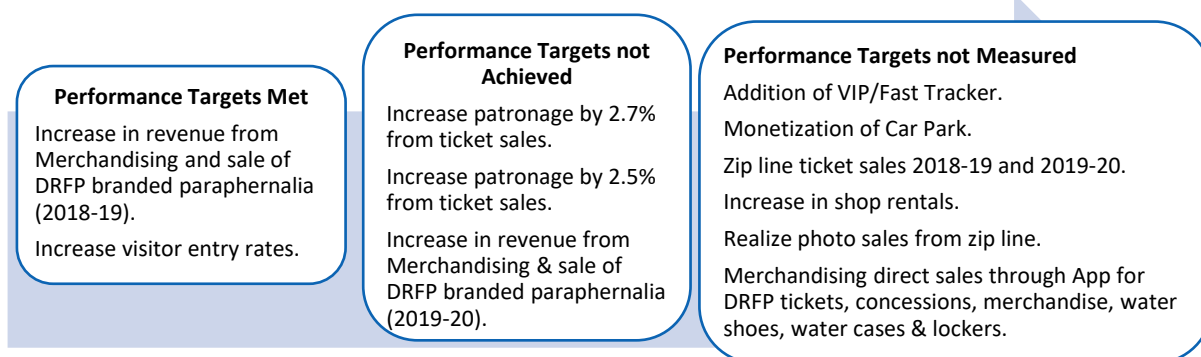 Performance Targets Met
Increase in revenue from
Merchandising and sale of
DRFP branded paraphernalia
(2018-19).
Increase visitor entry rates.
Performance Targets not
Achieved
Increase patronage by 2.7%
from ticket sales.
Increase patronage by 2.5%
from ticket sales.
Increase in revenue from
Merchandising & sale of
DRFP branded paraphernalia
(2019-20).
Performance Targets not Measured
Addition of VIP/Fast Tracker.
Monetization of Car Park.
Zip line ticket sales 2018-19 and 2019-20.
Increase in shop rentals.
Realize photo sales from zip line.
Merchandising direct sales through App for
DRFP tickets, concessions, merchandise, water
shoes, water cases & lockers.